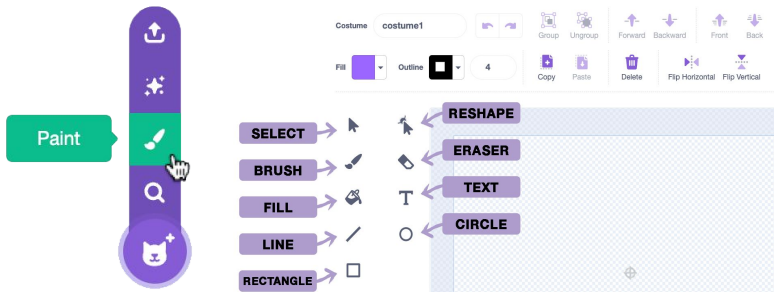 Paint
Costume costume1
Group Ungroup Forward Backward Front Back
Fill Outline 4
Copy Paste Delete Flip Horizontal Flip Vertical
SELECT RESHAPE
BRUSH ERASER
FILL TEXT
LINE CIRCLE
RECTANGLE